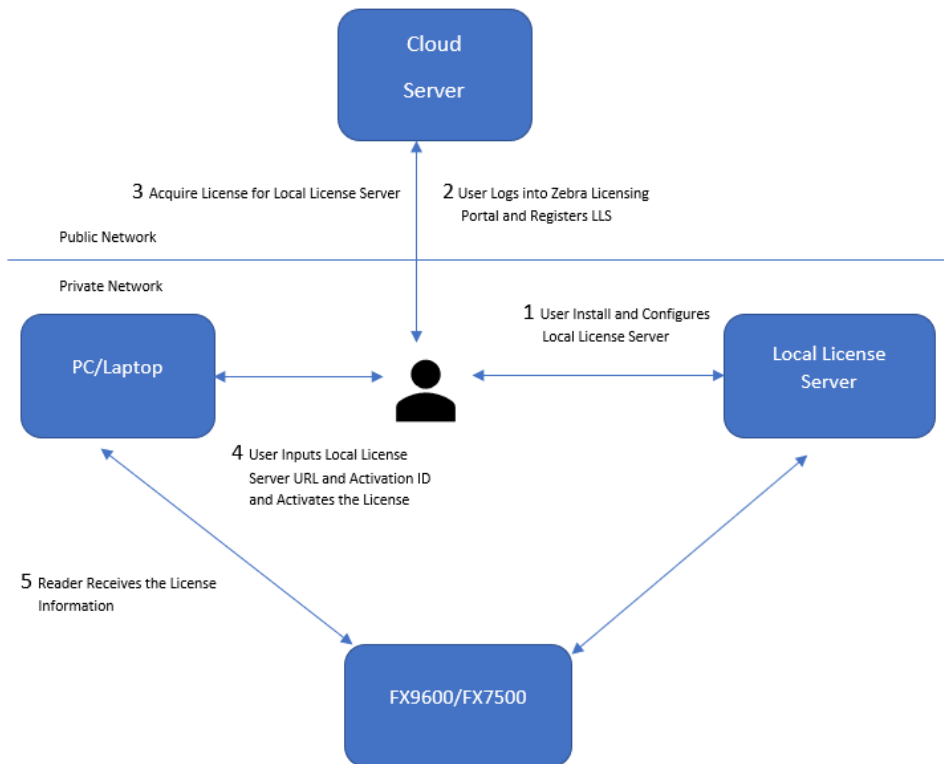 Cloud
Server
3 Acquire License for Local License Server
2 User Logs into Zebra Licensing
Portal and Registers LLS
Public Network
Private Network
1 User Install and Configures
Local License Server
PC/Laptop
Local License
Server
4 User Inputs Local License
Server URL and Activation ID
and Activates the License
5 Reader Receives the License
Information
FX9600/FX7500